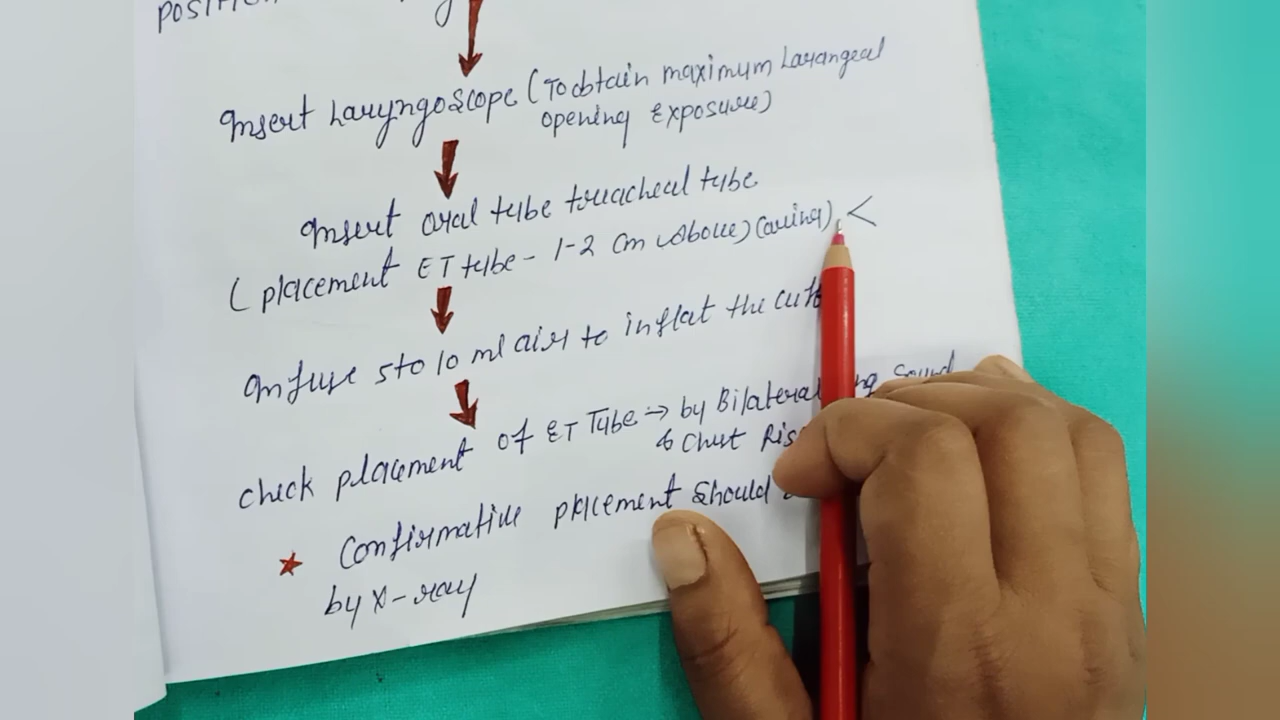 Insert Laryngoscope (To obtain maximum Larangeal
opening Exposure)
Insert oral tube tracheal tube
(placement ET tube - 1-2 cm above) (carina) <
Infuse 5 to 10 ml air to inflat the cuff
check placement of ET Tube → by Bilateral Sound
& Chest
Confirmative placement should
by X-ray